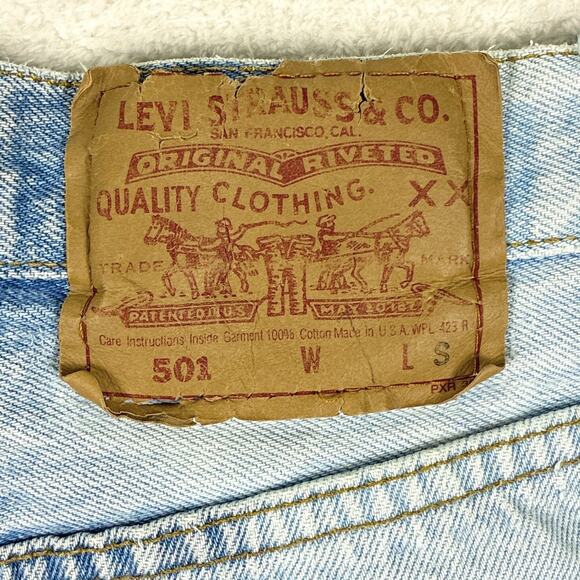 LEVI STRAUSS & CO.
SAN FRANCISCO, CAL.
ORIGINAL RIVETED
QUALITY CLOTHING. XX
TRADE MARK
PATENTED IN U.S. MAY 20 1873
Care Instructions Inside Garment 100% Cotton Made in U.S.A. WPL 423 R
501 W L S
PXR